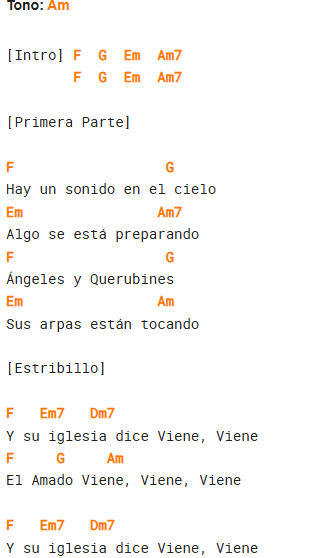 Tono: Am
[Intro] F  G  Em  Am7
        F  G  Em  Am7
[Primera Parte]
F                  G
Hay un sonido en el cielo
Em                Am7
Algo se está preparando
F                  G
Ángeles y Querubines
Em                Am
Sus arpas están tocando
[Estribillo]
F   Em7   Dm7
Y su iglesia dice Viene, Viene
F     G     Am
El Amado Viene, Viene, Viene
F   Em7   Dm7
Y su iglesia dice Viene, Viene